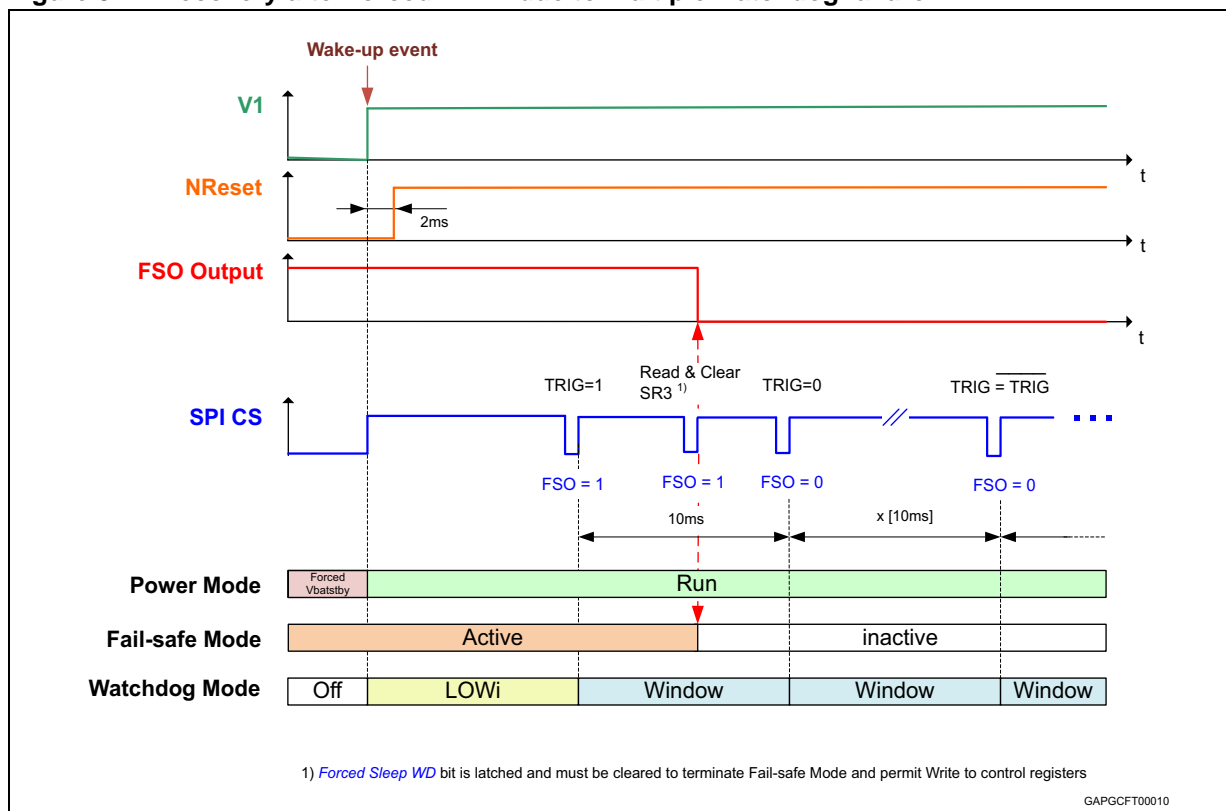 Wake-up event
V1
t
NReset
2ms
t
FSO Output
t
TRIG=1
Read & Clear
SR3 1)
TRIG=0
TRIG = TRIG
SPI CS
FSO = 1
FSO = 1
FSO = 0
FSO = 0
10ms
x [10ms]
Power Mode
Forced
Vbatstby
Run
Fail-safe Mode
Active
inactive
Watchdog Mode
Off
LOWi
Window
Window
Window
1) Forced Sleep WD bit is latched and must be cleared to terminate Fail-safe Mode and permit Write to control registers
GAPGCFT00010